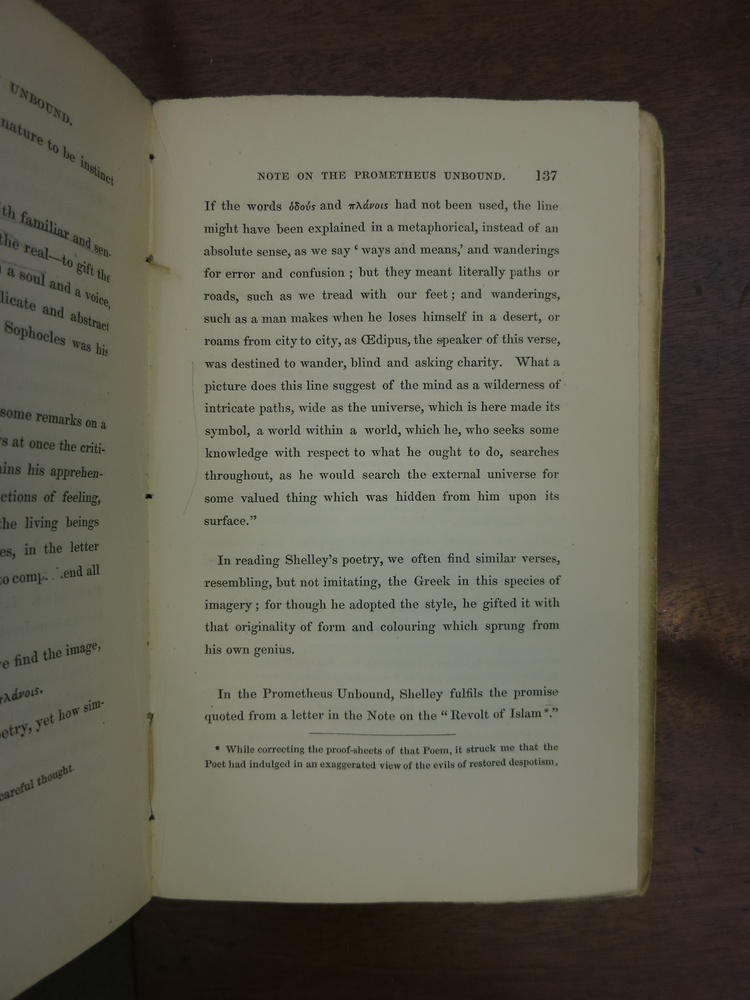 UNBOUND.
nature to be instinct
th familiar and sen-
the real—to gift the
a soul and a voice,
licate and abstract
Sophocles was his
some remarks on a
s at once the criti-
ains his apprehen-
ctions of feeling,
the living beings
es, in the letter
end all
e find the image,
πλάνοις.
etry, yet how sim-
careful thought.
NOTE ON THE PROMETHEUS UNBOUND. 137
If the words ὁδοὺς and πλάνοις had not been used, the line
might have been explained in a metaphorical, instead of an
absolute sense, as we say ‘ ways and means,’ and wanderings
for error and confusion ; but they meant literally paths or
roads, such as we tread with our feet ; and wanderings,
such as a man makes when he loses himself in a desert, or
roams from city to city, as Œdipus, the speaker of this verse,
was destined to wander, blind and asking charity. What a
picture does this line suggest of the mind as a wilderness of
intricate paths, wide as the universe, which is here made its
symbol, a world within a world, which he, who seeks some
knowledge with respect to what he ought to do, searches
throughout, as he would search the external universe for
some valued thing which was hidden from him upon its
surface.”
In reading Shelley’s poetry, we often find similar verses,
resembling, but not imitating, the Greek in this species of
imagery ; for though he adopted the style, he gifted it with
that originality of form and colouring which sprung from
his own genius.
In the Prometheus Unbound, Shelley fulfils the promise
quoted from a letter in the Note on the “ Revolt of Islam*.”
* While correcting the proof-sheets of that Poem, it struck me that the
Poet had indulged in an exaggerated view of the evils of restored despotism,